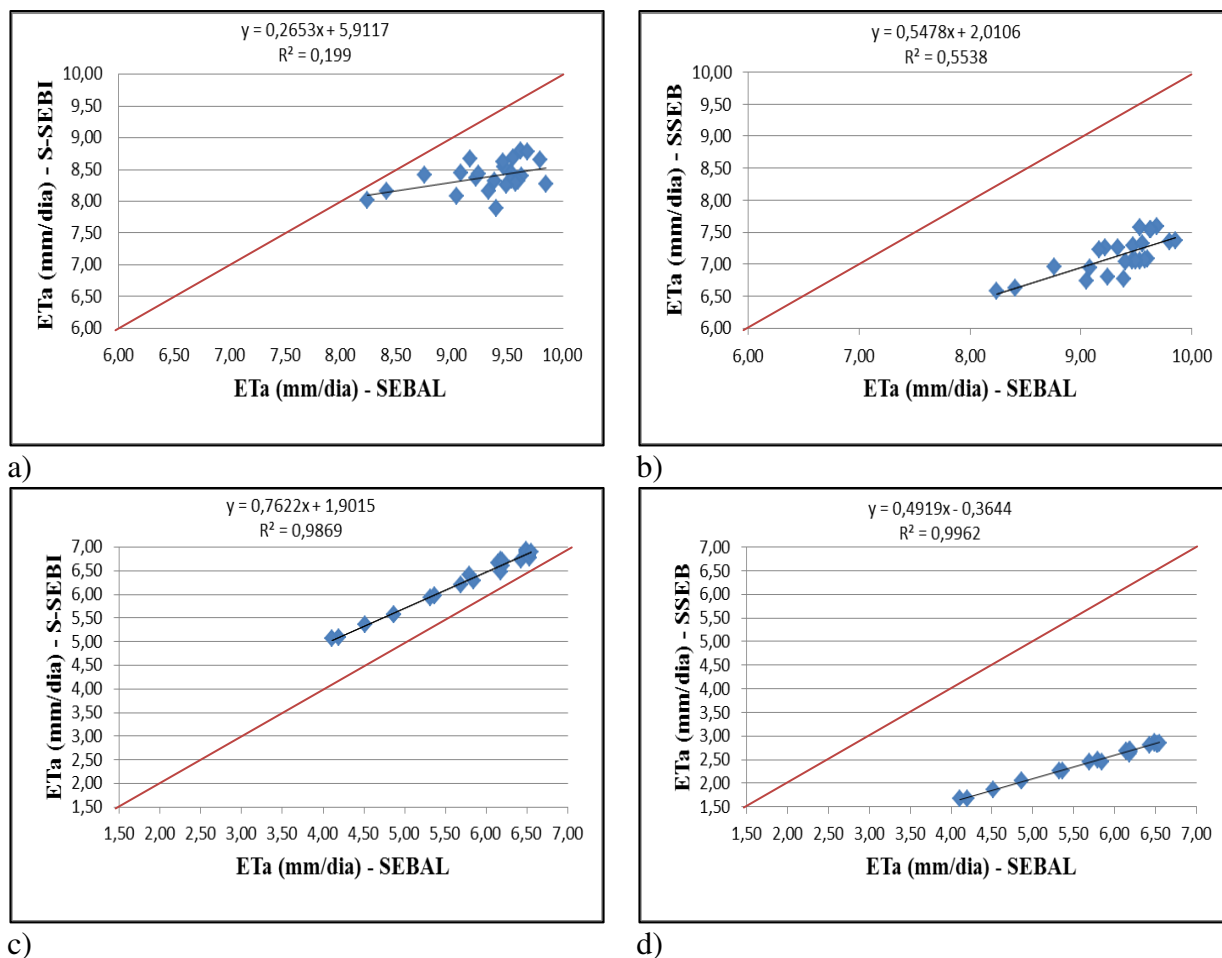 y = 0,2653x + 5,9117
R² = 0,199
10,00
9,50
9,00
8,50
8,00
7,50
7,00
6,50
6,00
6,00 6,50 7,00 7,50 8,00 8,50 9,00 9,50 10,00
ETa (mm/dia) - S-SEBI
ETa (mm/dia) - SEBAL
a)
y = 0,5478x + 2,0106
R² = 0,5538
10,00
9,50
9,00
8,50
8,00
7,50
7,00
6,50
6,00
6,00 7,00 8,00 9,00 10,00
ETa (mm/dia) - SSEB
ETa (mm/dia) - SEBAL
b)
y = 0,7622x + 1,9015
R² = 0,9869
7,00
6,50
6,00
5,50
5,00
4,50
4,00
3,50
3,00
2,50
2,00
1,50
1,50 2,00 2,50 3,00 3,50 4,00 4,50 5,00 5,50 6,00 6,50 7,00
ETa (mm/dia) - S-SEBI
ETa (mm/dia) - SEBAL
c)
y = 0,4919x - 0,3644
R² = 0,9962
7,00
6,50
6,00
5,50
5,00
4,50
4,00
3,50
3,00
2,50
2,00
1,50
1,50 2,00 2,50 3,00 3,50 4,00 4,50 5,00 5,50 6,00 6,50 7,00
ETa (mm/dia) - SSEB
ETa (mm/dia) - SEBAL
d)